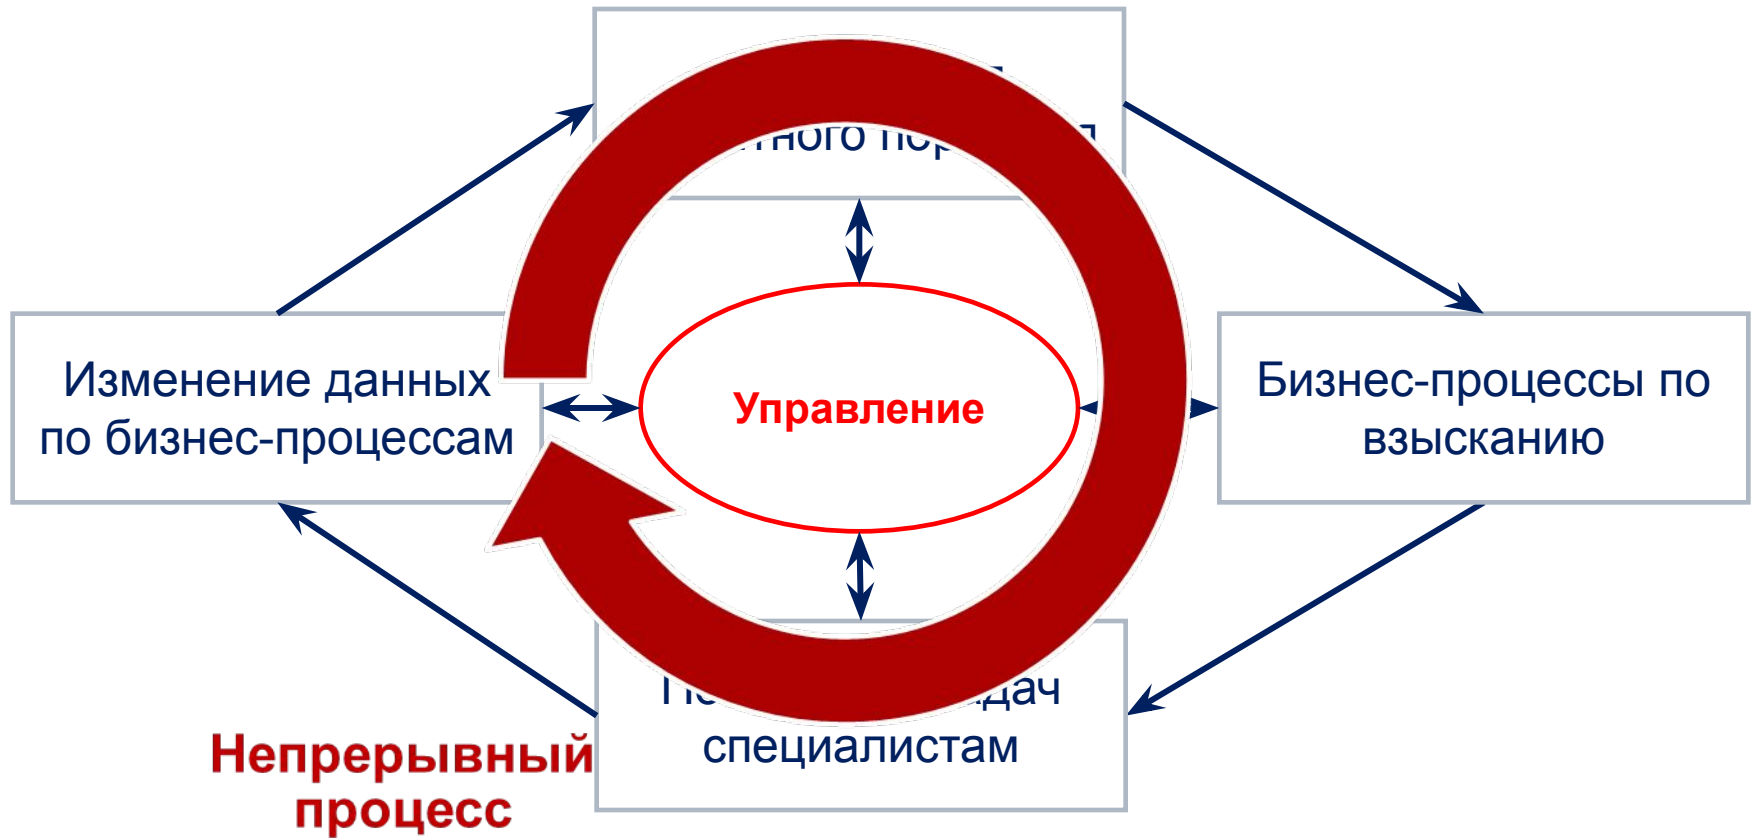 Изменение данных
по бизнес-процессам
Управление
Бизнес-процессы по
взысканию
специалистам
Непрерывный
процесс